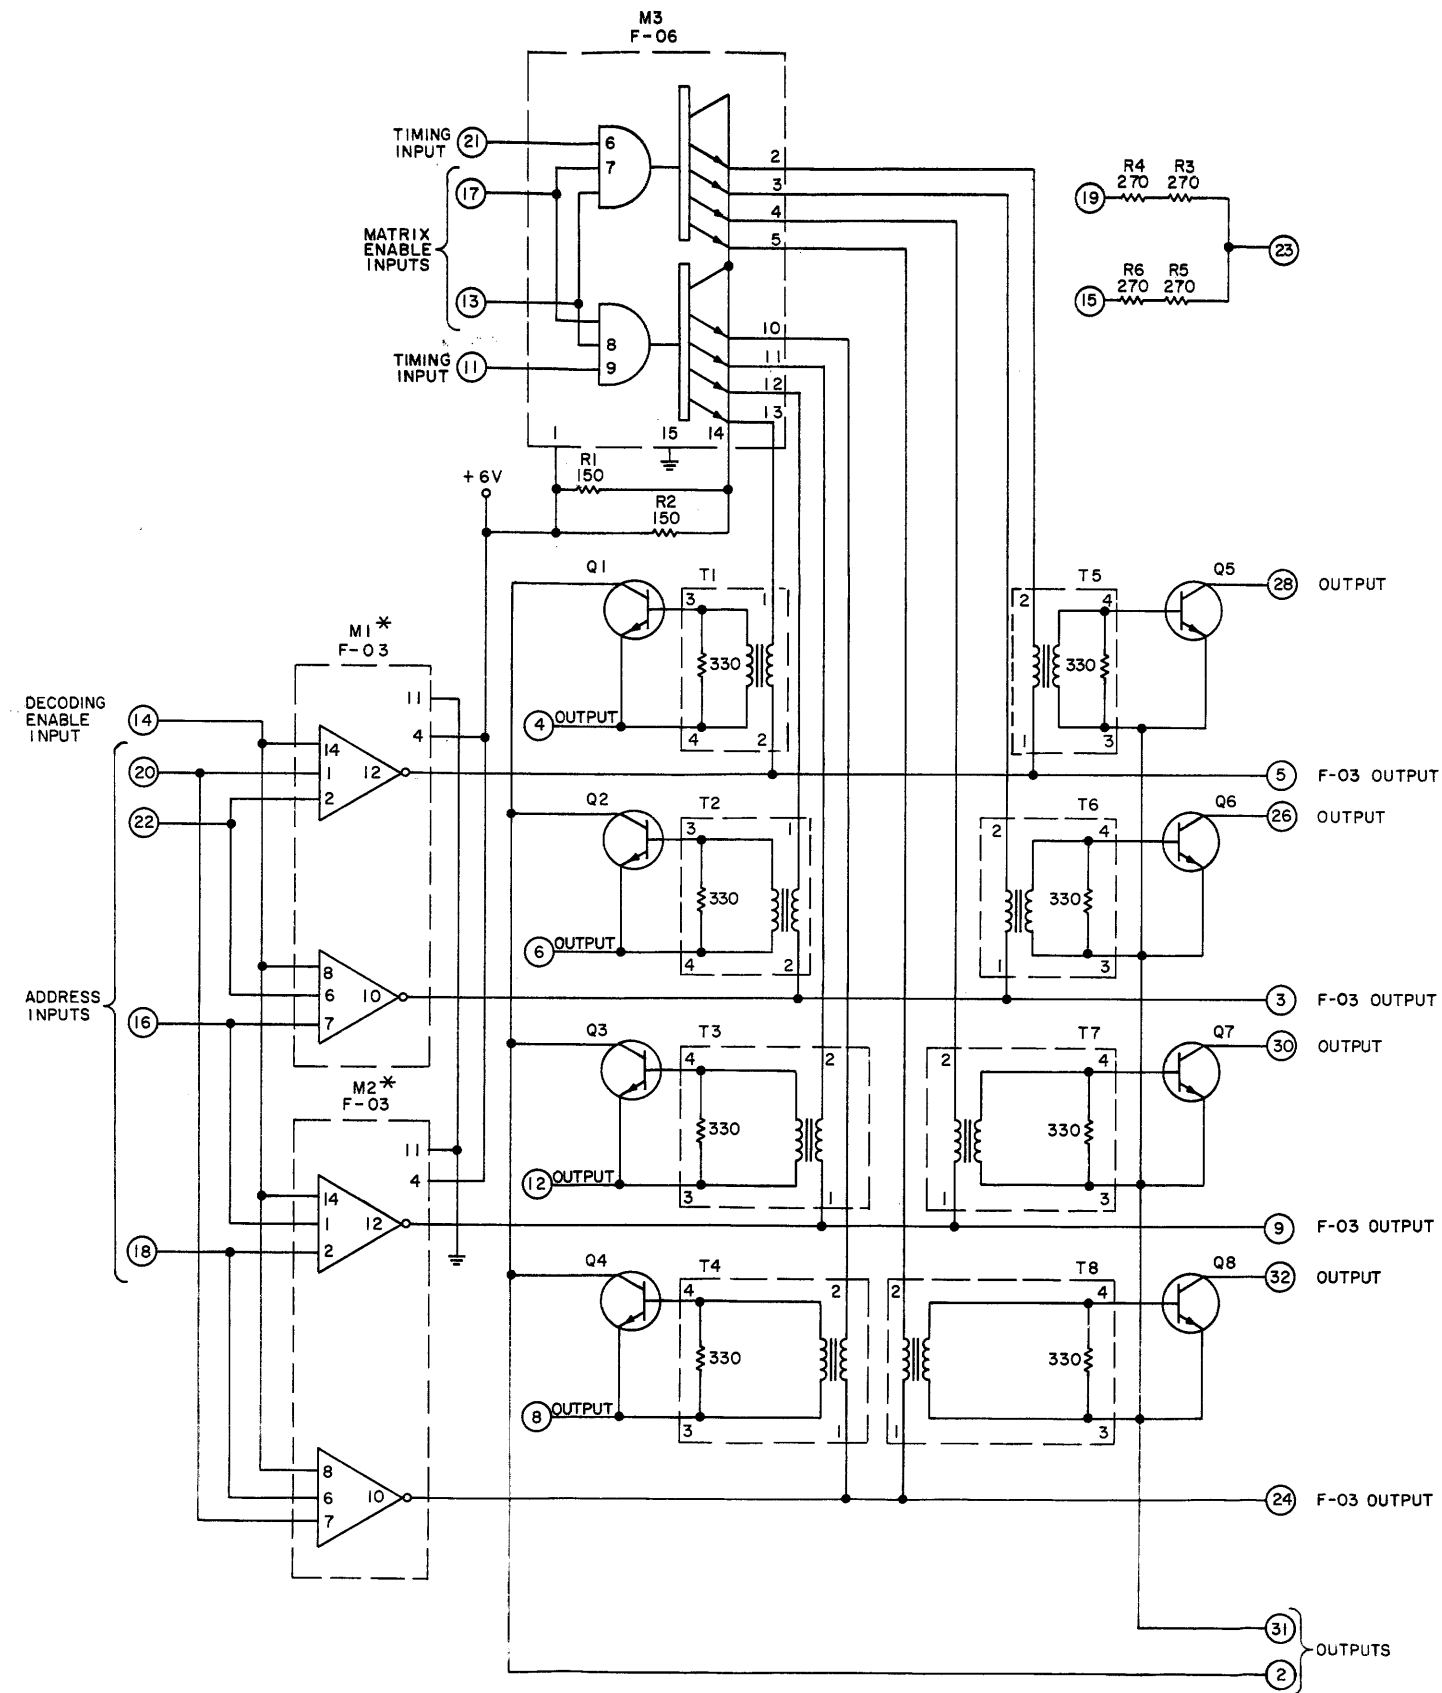 M3
F-06
TIMING INPUT
21
6
7
17
MATRIX ENABLE INPUTS
13
8
9
TIMING INPUT
11
2
3
4
5
10
11
12
13
1
15
14
R4 270
R3 270
19
23
R6 270
R5 270
15
+6V
R1 150
R2 150
Q1
T1
3
1
330
4
OUTPUT
4
2
T5
2
4
330
1
3
Q5
28
OUTPUT
M1*
F-03
11
4
DECODING ENABLE INPUT
14
20
22
14
1
2
12
5
F-03 OUTPUT
Q2
T2
3
1
330
6
OUTPUT
4
2
T6
2
4
330
1
3
Q6
26
OUTPUT
ADDRESS INPUTS
16
8
6
7
10
3
F-03 OUTPUT
M2*
F-03
11
4
Q3
T3
4
2
330
12
OUTPUT
3
1
T7
2
4
330
1
3
Q7
30
OUTPUT
18
14
1
2
12
9
F-03 OUTPUT
Q4
T4
4
2
330
8
OUTPUT
3
1
T8
2
4
330
1
3
Q8
32
OUTPUT
8
6
7
10
24
F-03 OUTPUT
31
2
OUTPUTS